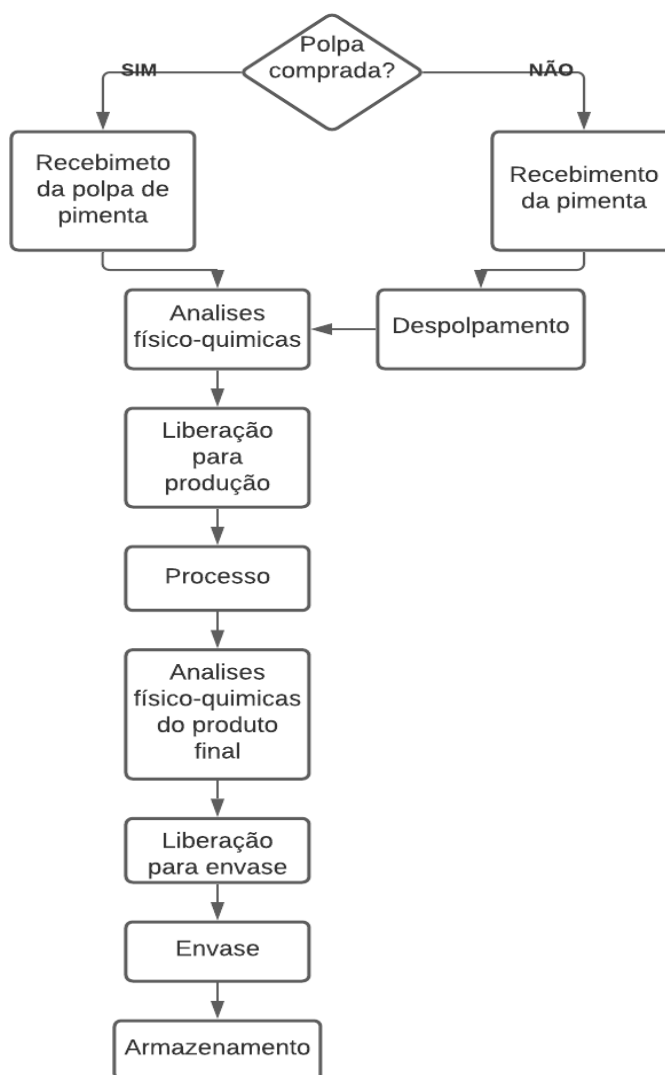 Polpa
comprada?
SIM
NÃO
Recebimeto
da polpa de
pimenta
Recebimento
da pimenta
Analises
físico-quimicas
Despolpamento
Liberação
para
produção
Processo
Analises
físico-quimicas
do produto
final
Liberação
para envase
Envase
Armazenamento